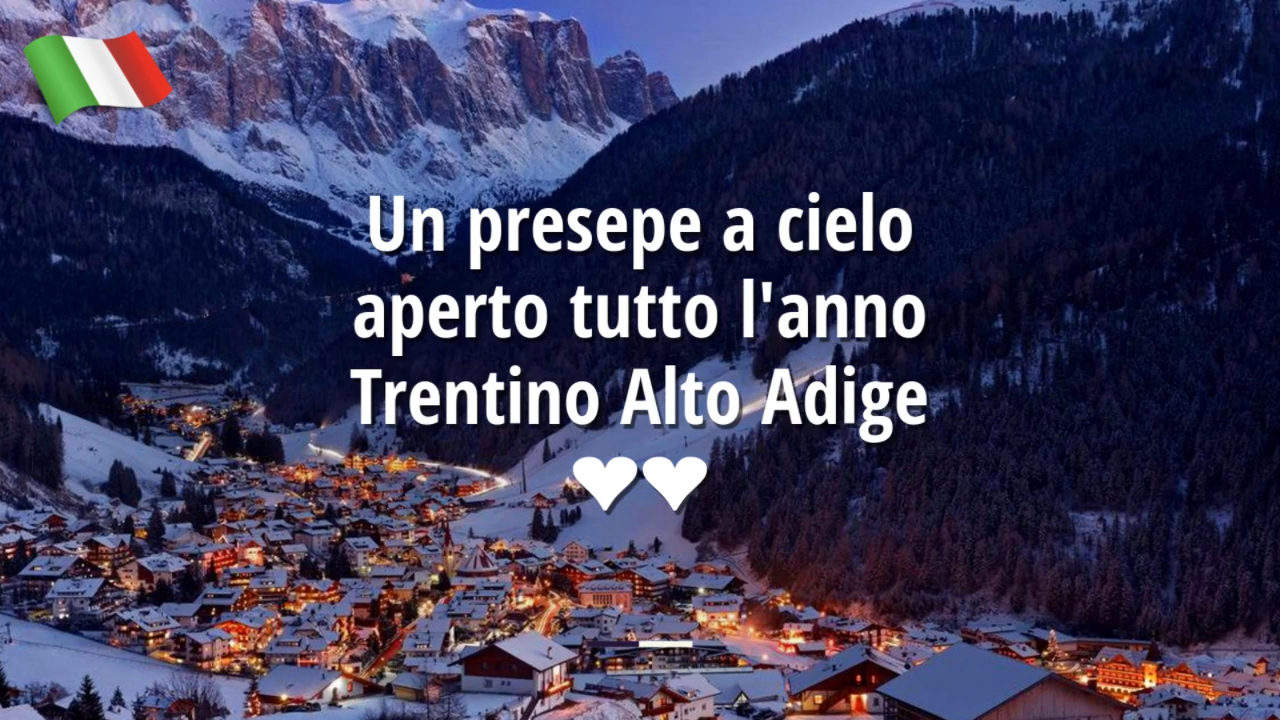 Un presepe a cielo
aperto tutto l'anno
Trentino Alto Adige
♥♥